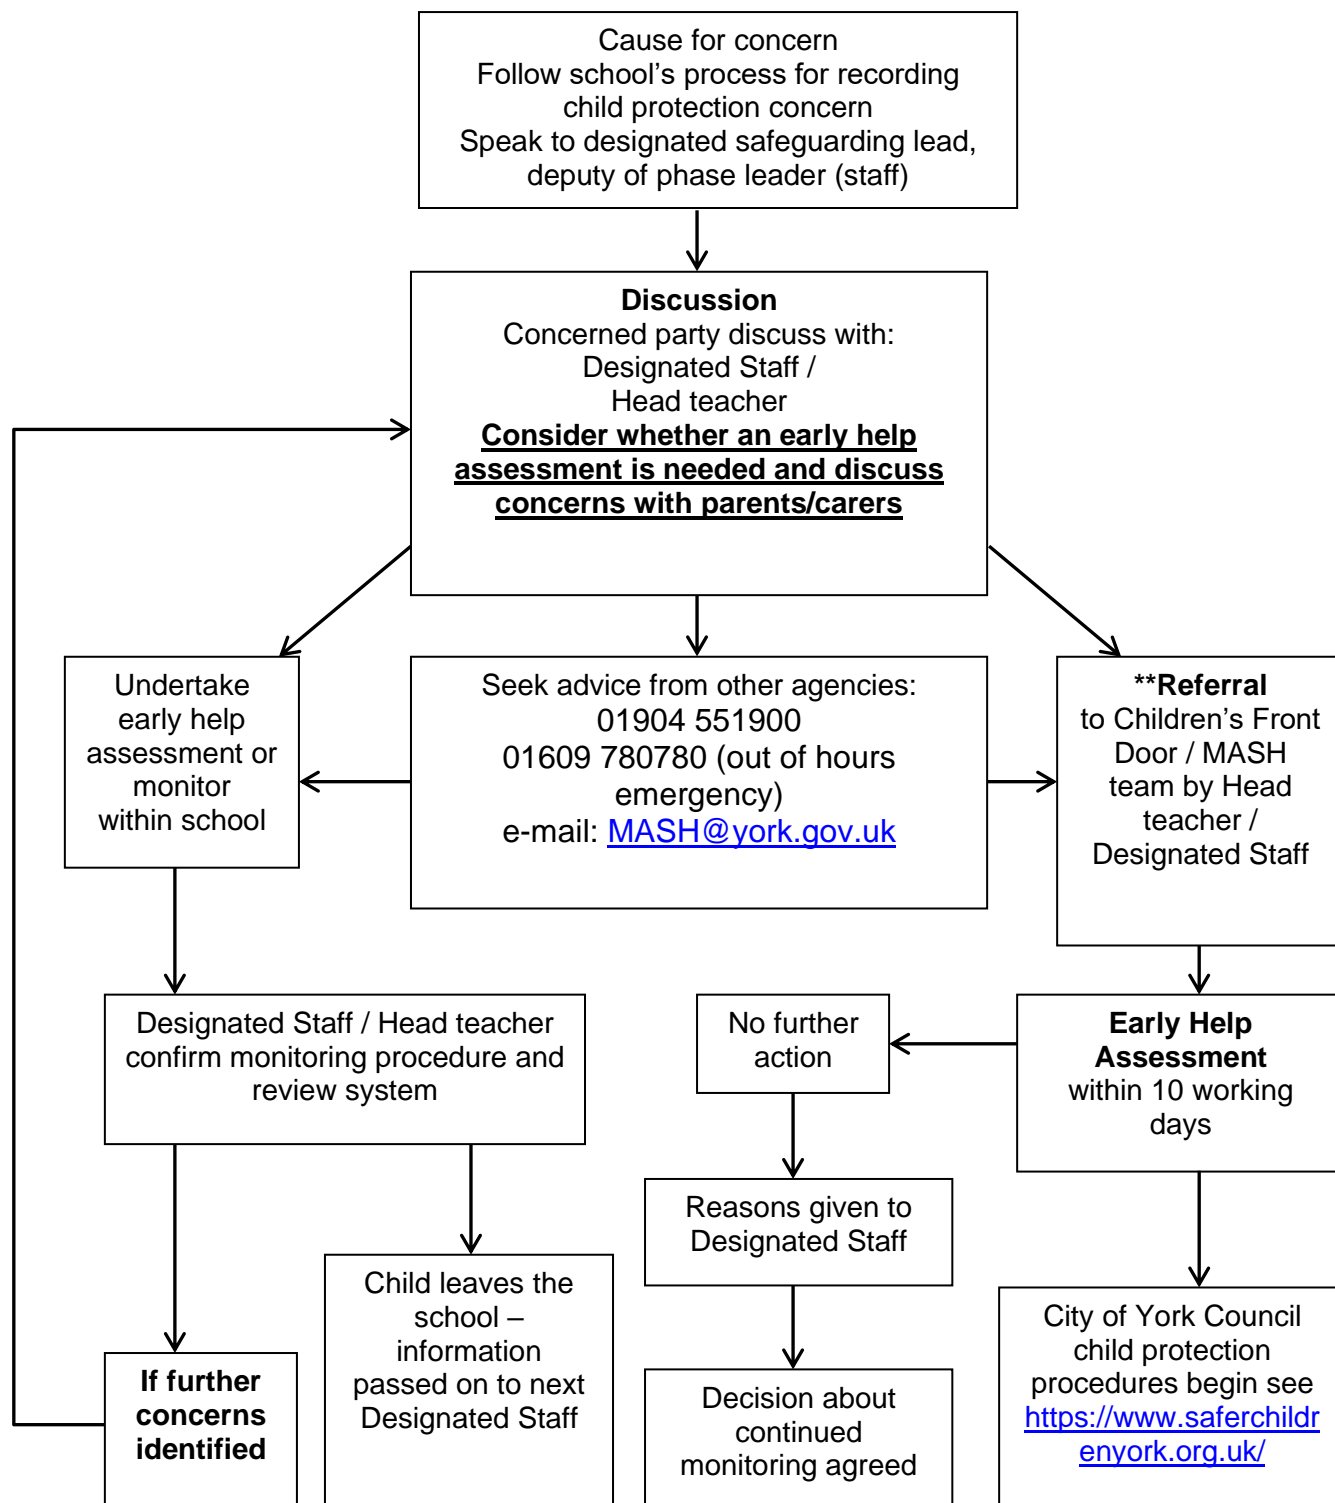 Cause for concern
Follow school’s process for recording
child protection concern
Speak to designated safeguarding lead,
deputy of phase leader (staff)
Discussion
Concerned party discuss with:
Designated Staff /
Head teacher
Consider whether an early help
assessment is needed and discuss
concerns with parents/carers
Undertake
early help
assessment or
monitor
within school
Seek advice from other agencies:
01904 551900
01609 780780 (out of hours
emergency)
e-mail: MASH@york.gov.uk
**Referral
to Children’s Front
Door / MASH
team by Head
teacher /
Designated Staff
Designated Staff / Head teacher
confirm monitoring procedure and
review system
No further
action
Early Help
Assessment
within 10 working
days
Reasons given to
Designated Staff
Child leaves the
school –
information
passed on to next
Designated Staff
If further
concerns
identified
Decision about
continued
monitoring agreed
City of York Council
child protection
procedures begin see
https://www.saferchildr
enyork.org.uk/